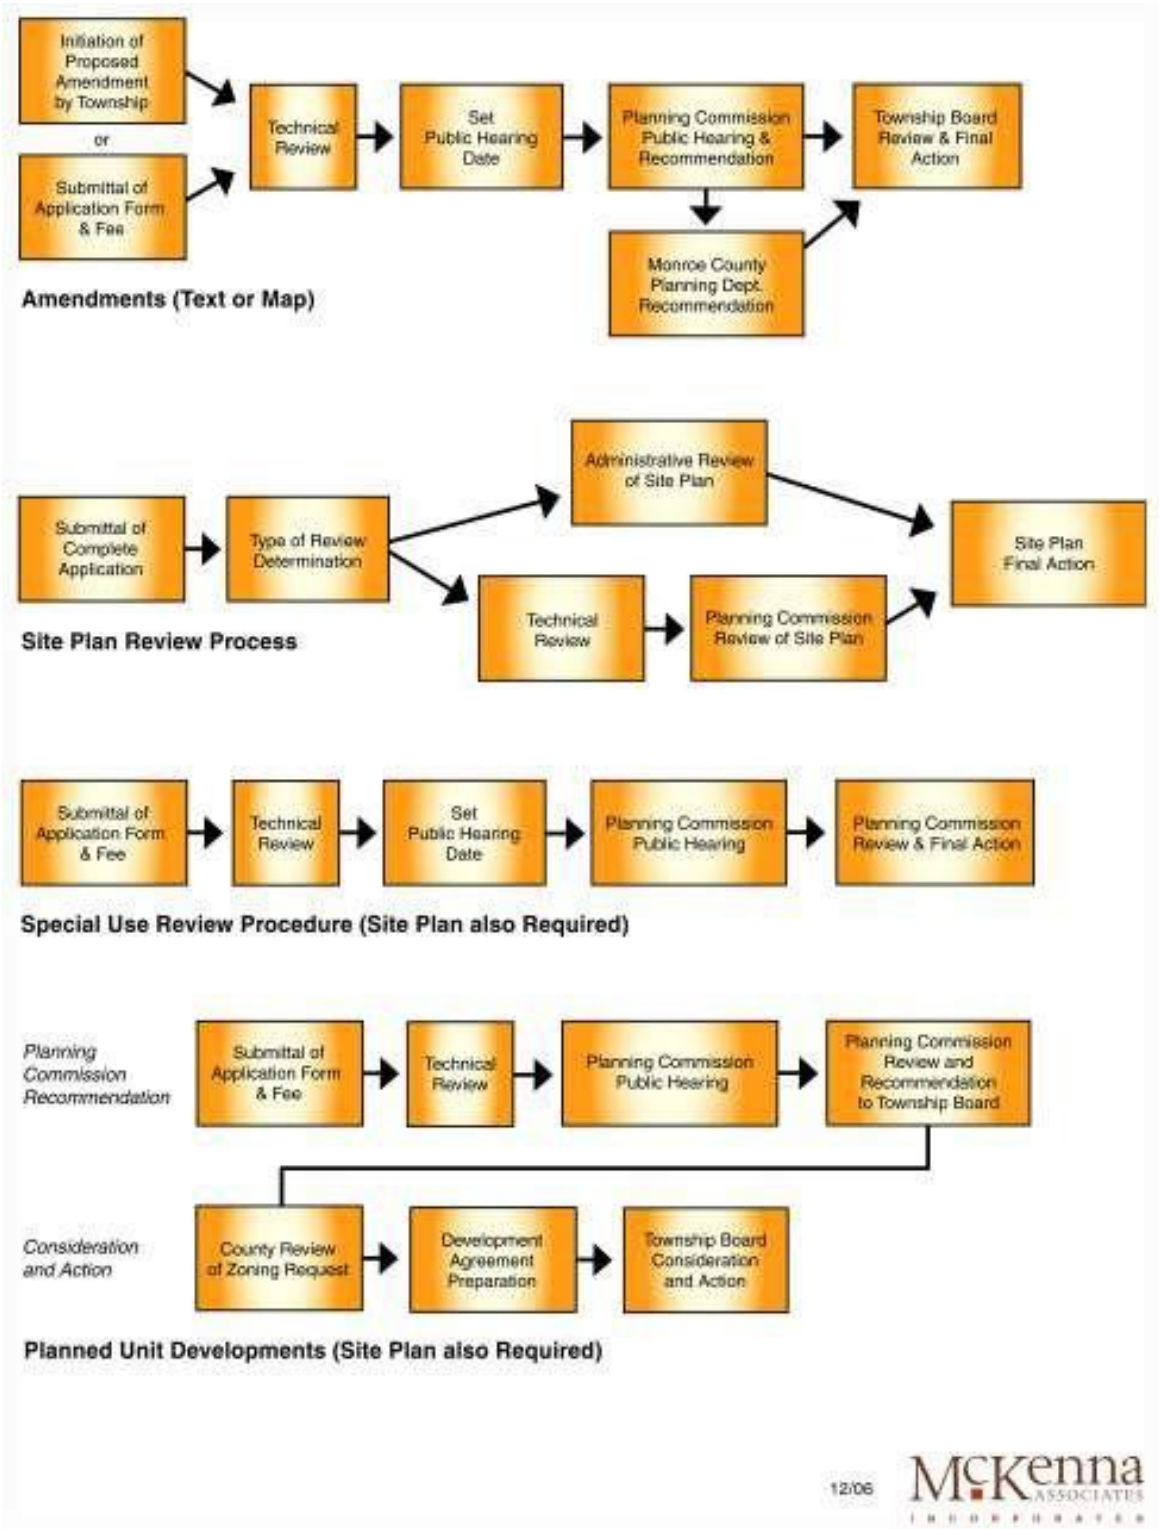 Initiation of
Proposed
Amendment
by Township
or
Submittal of
Application Form
& Fee
Technical
Review
Set
Public Hearing
Date
Planning Commission
Public Hearing &
Recommendation
Township Board
Review & Final
Action
Monroe County
Planning Dept.
Recommendation
Amendments (Text or Map)
Submittal of
Complete
Application
Type of Review
Determination
Administrative Review
of Site Plan
Technical
Review
Planning Commission
Review of Site Plan
Site Plan
Final Action
Site Plan Review Process
Submittal of
Application Form
& Fee
Technical
Review
Set
Public Hearing
Date
Planning Commission
Public Hearing
Planning Commission
Review & Final Action
Special Use Review Procedure (Site Plan also Required)
Planning
Commission
Recommendation
Submittal of
Application Form
& Fee
Technical
Review
Planning Commission
Public Hearing
Planning Commission
Review and
Recommendation
to Township Board
Consideration
and Action
County Review
of Zoning Request
Development
Agreement
Preparation
Township Board
Consideration
and Action
Planned Unit Developments (Site Plan also Required)
12/06
McKenna
ASSOCIATES
INCORPORATED